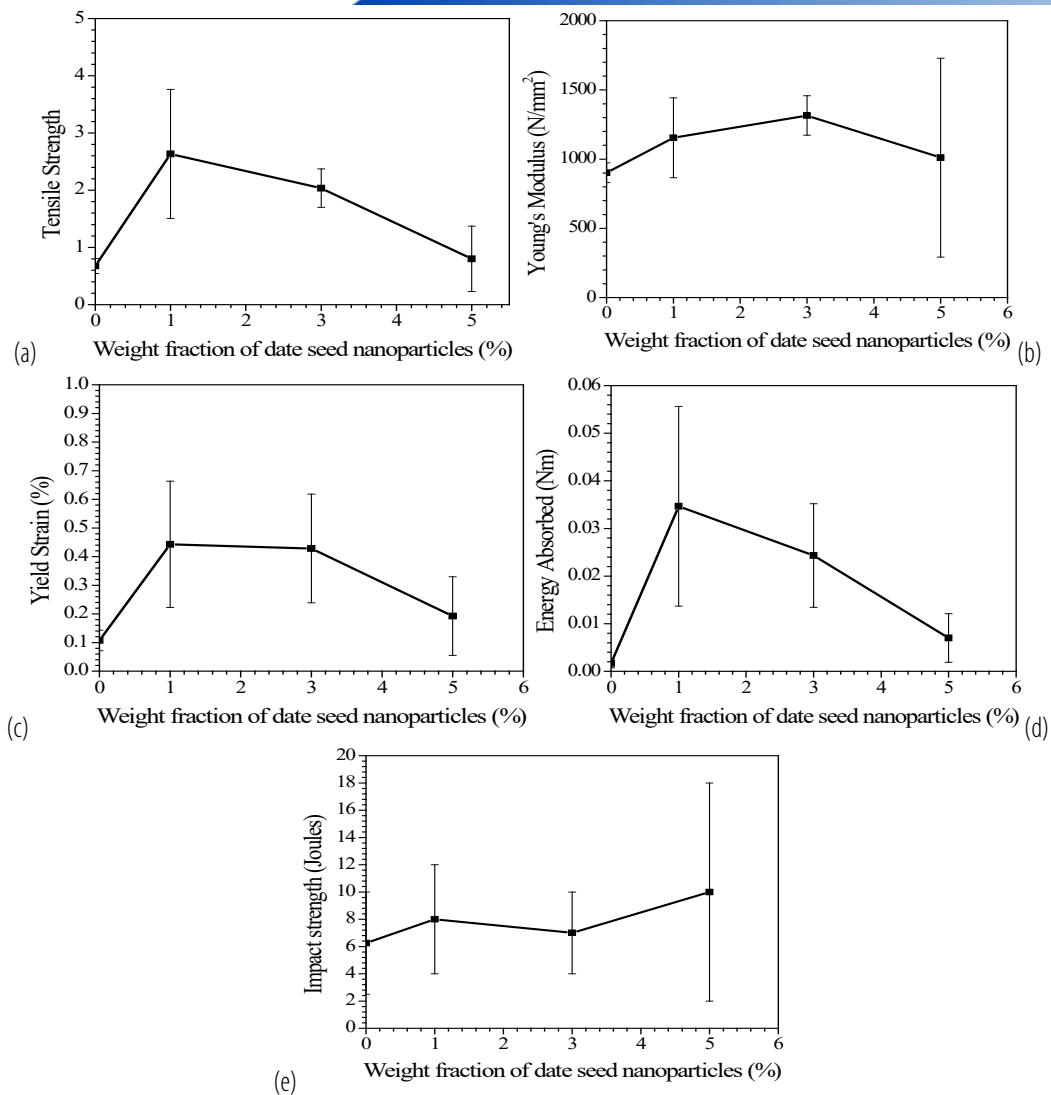 5
4
3
2
1
0
0 1 2 3 4 5
Tensile Strength
Weight fraction of date seed nanoparticles (%)
(a)
2000
1500
1000
500
0
0 1 2 3 4 5 6
Young's Modulus (N/mm²)
Weight fraction of date seed nanoparticles (%)
(b)
1.0
0.9
0.8
0.7
0.6
0.5
0.4
0.3
0.2
0.1
0.0
0 1 2 3 4 5 6
Yield Strain (%)
Weight fraction of date seed nanoparticles (%)
(c)
0.06
0.05
0.04
0.03
0.02
0.01
0.00
0 1 2 3 4 5 6
Energy Absorbed (Nm)
Weight fraction of date seed nanoparticles (%)
(d)
20
18
16
14
12
10
8
6
4
2
0
0 1 2 3 4 5 6
Impact strength (Joules)
Weight fraction of date seed nanoparticles (%)
(e)